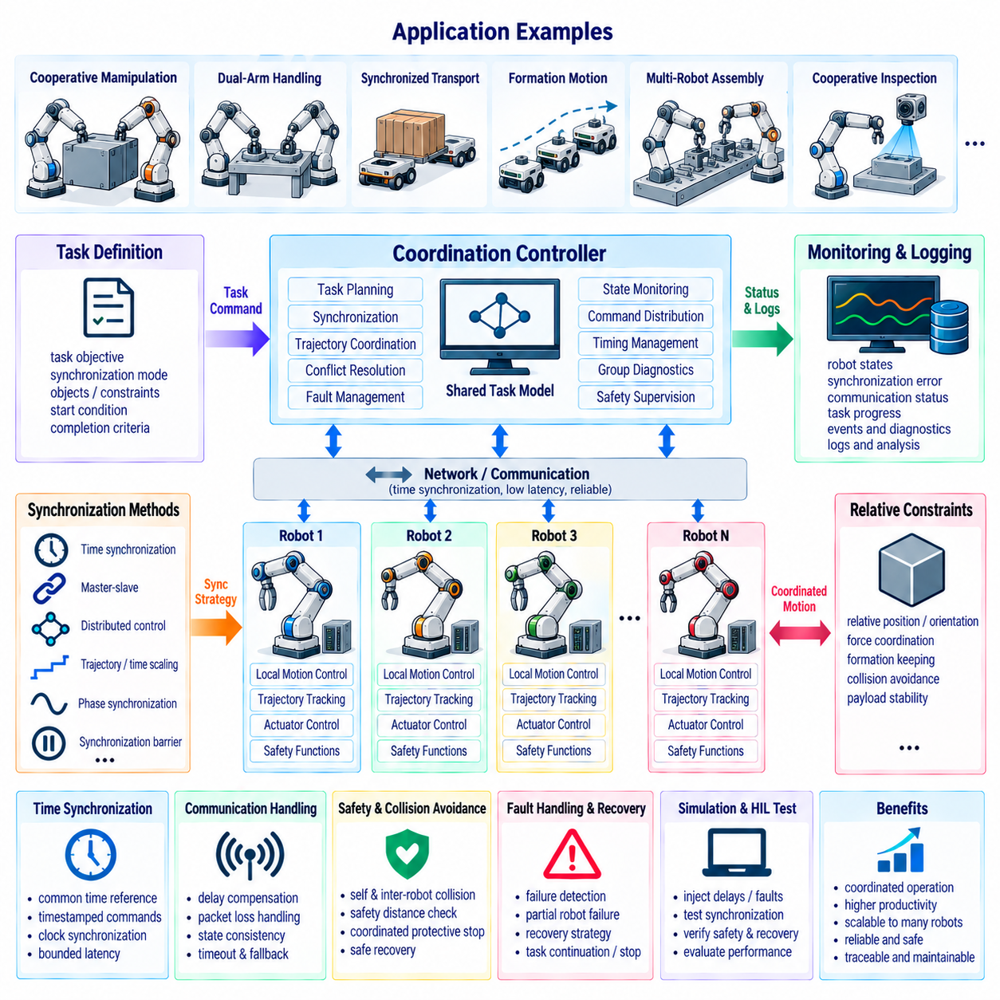 Application Examples
Cooperative Mamipulation
Dual-Arm Handling
Synchronized Transport
Formation Motion
Multi-Robot Assembly
Cooperative Inspection
...
Task Definition
task objective
synchronization mode
objects / constraints
start condition
completion criteria
Task
Command
Coordination Controller
Task Planning
Synchronization
Trajectory Coordination
Conflict Resolution
Fault Management
Shared Task Model
State Monitoring
Command Distribution
Timing Management
Group Diagnostics
Safety Supervision
Status
& Logs
Monitoring & Logging
robot states
synchronization error
communication status
task progress
events and diagnostics
logs and analysis
Network / Communication
(time synchronization, low latency, reliable)
Synchronization Methods
Time synchronization
Master-slave
Distributed control
Trajectory / time scaling
Phase synchronization
Synchronization barrier
...
Sync
Strategy
Robot 1
Local Motion Control
Trajectory Tracking
Actuator Control
Safety Functions
Robot 2
Local Motion Control
Trajectory Tracking
Actuator Control
Safety Functions
Robot 3
Local Motion Control
Trajectory Tracking
Actuator Control
Safety Functions
...
Robot N
Local Motion Control
Trajectory Tracking
Actuator Control
Safety Functions
Coordinated
Motion
Relative Constraints
relative position / orientation
force coordination
formation keeping
collision avoidance
payload stability
...
Time Synchronization
• common time reference
• timestamped commands
• clock synchronization
• bounded latency
Communication Handling
• delay compensation
• packet loss handling
• state consistency
• timeout & fallback
Safety & Collision Avoidance
• self & inter-robot collision
• safety distance check
• coordinated protective stop
• safe recovery
Fault Handling & Recovery
• failure detection
• partial robot failure
• recovery strategy
• task continuation / stop
Simulation & HIL Test
• inject delays / faults
• test synchronization
• verify safety & recovery
• evaluate performance
Benefits
• coordinated operation
• higher productivity
• scalable to many robots
• reliable and safe
• traceable and maintainable